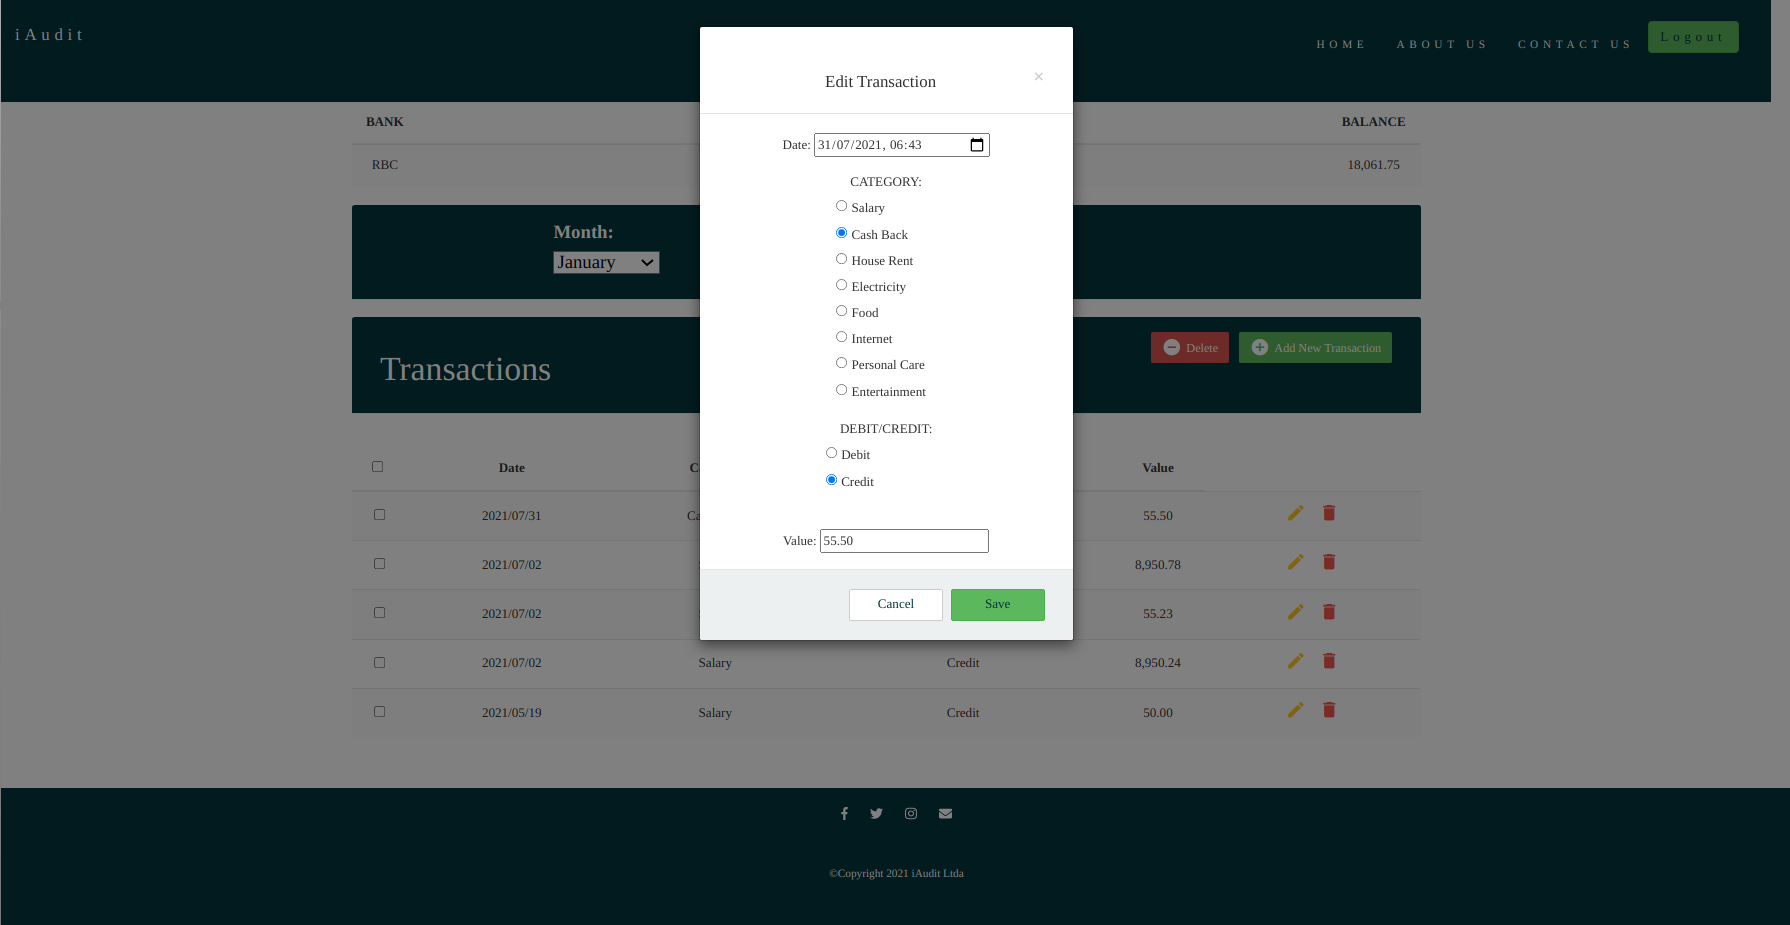 iAudit
HOME ABOUT US CONTACT US Logout
BANK BALANCE
RBC 18,061.75
Month:
January
Transactions
Delete Add New Transaction
Date C Value
2021/07/31 Ca 55.50
2021/07/02 8,950.78
2021/07/02 55.23
2021/07/02 Salary Credit 8,950.24
2021/05/19 Salary Credit 50.00
Edit Transaction ×
Date: 31/07/2021, 06:43
CATEGORY:
Salary
Cash Back
House Rent
Electricity
Food
Internet
Personal Care
Entertainment
DEBIT/CREDIT:
Debit
Credit
Value: 55.50
Cancel Save
©Copyright 2021 iAudit Ltda